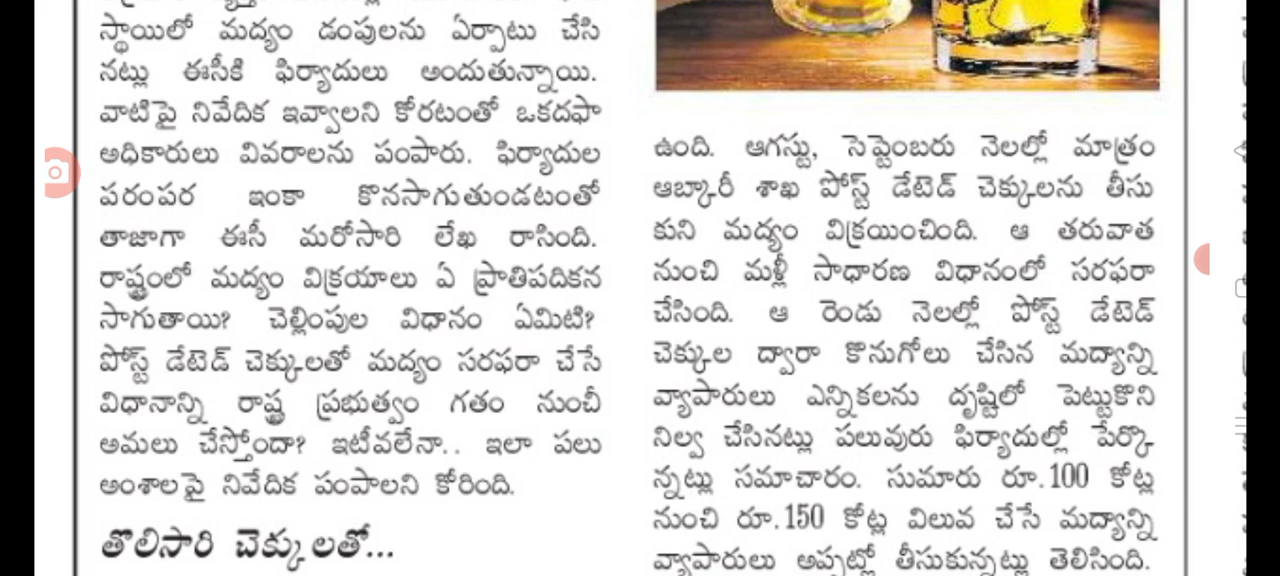 స్థాయిలో మద్యం డంపులను ఏర్పాటు చేసి
నట్లు ఈసీకి ఫిర్యాదులు అందుతున్నాయి.
వాటిపై నివేదిక ఇవ్వాలని కోరటంతో ఒకదఫా
అధికారులు వివరాలను పంపారు. ఫిర్యాదుల
పరంపర ఇంకా కొనసాగుతుండటంతో
తాజాగా ఈసీ మరోసారి లేఖ రాసింది.
రాష్ట్రంలో మద్యం విక్రయాలు ఏ ప్రాతిపదికన
సాగుతాయి? చెల్లింపుల విధానం ఏమిటి?
పోస్ట్ డేటెడ్ చెక్కులతో మద్యం సరఫరా చేసే
విధానాన్ని రాష్ట్ర ప్రభుత్వం గతం నుంచీ
అమలు చేస్తోందా? ఇటీవలేనా.. ఇలా పలు
అంశాలపై నివేదిక పంపాలని కోరింది.
తొలిసారి చెక్కులతో...
ఉంది. ఆగస్టు, సెప్టెంబరు నెలల్లో మాత్రం
ఆబ్కారీ శాఖ పోస్ట్ డేటెడ్ చెక్కులను తీసు
కుని మద్యం విక్రయించింది. ఆ తరువాత
నుంచి మళ్లీ సాధారణ విధానంలో సరఫరా
చేసింది. ఆ రెండు నెలల్లో పోస్ట్ డేటెడ్
చెక్కుల ద్వారా కొనుగోలు చేసిన మద్యాన్ని
వ్యాపారులు ఎన్నికలను దృష్టిలో పెట్టుకొని
నిల్వ చేసినట్లు పలువురు ఫిర్యాదుల్లో పేర్కొ
న్నట్లు సమాచారం. సుమారు రూ.100 కోట్ల
నుంచి రూ.150 కోట్ల విలువ చేసే మద్యాన్ని
వ్యాపారులు అప్పట్లో తీసుకున్నట్లు తెలిసింది.